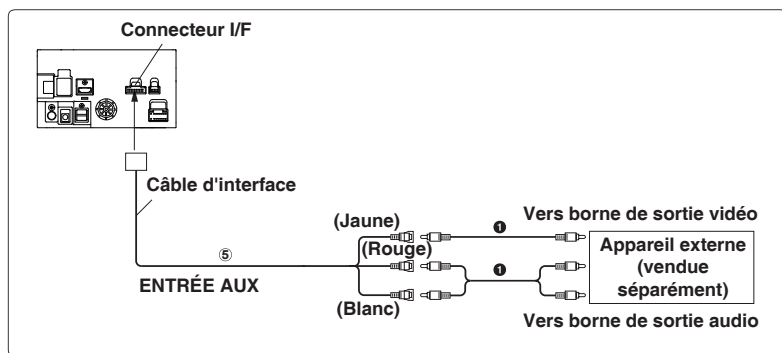 Connecteur I/F
Câble d'interface
(Jaune)
Vers borne de sortie vidéo
❶
(Rouge)
Appareil externe
(vendue
séparément)
⑤
❶
ENTRÉE AUX
(Blanc)
Vers borne de sortie audio